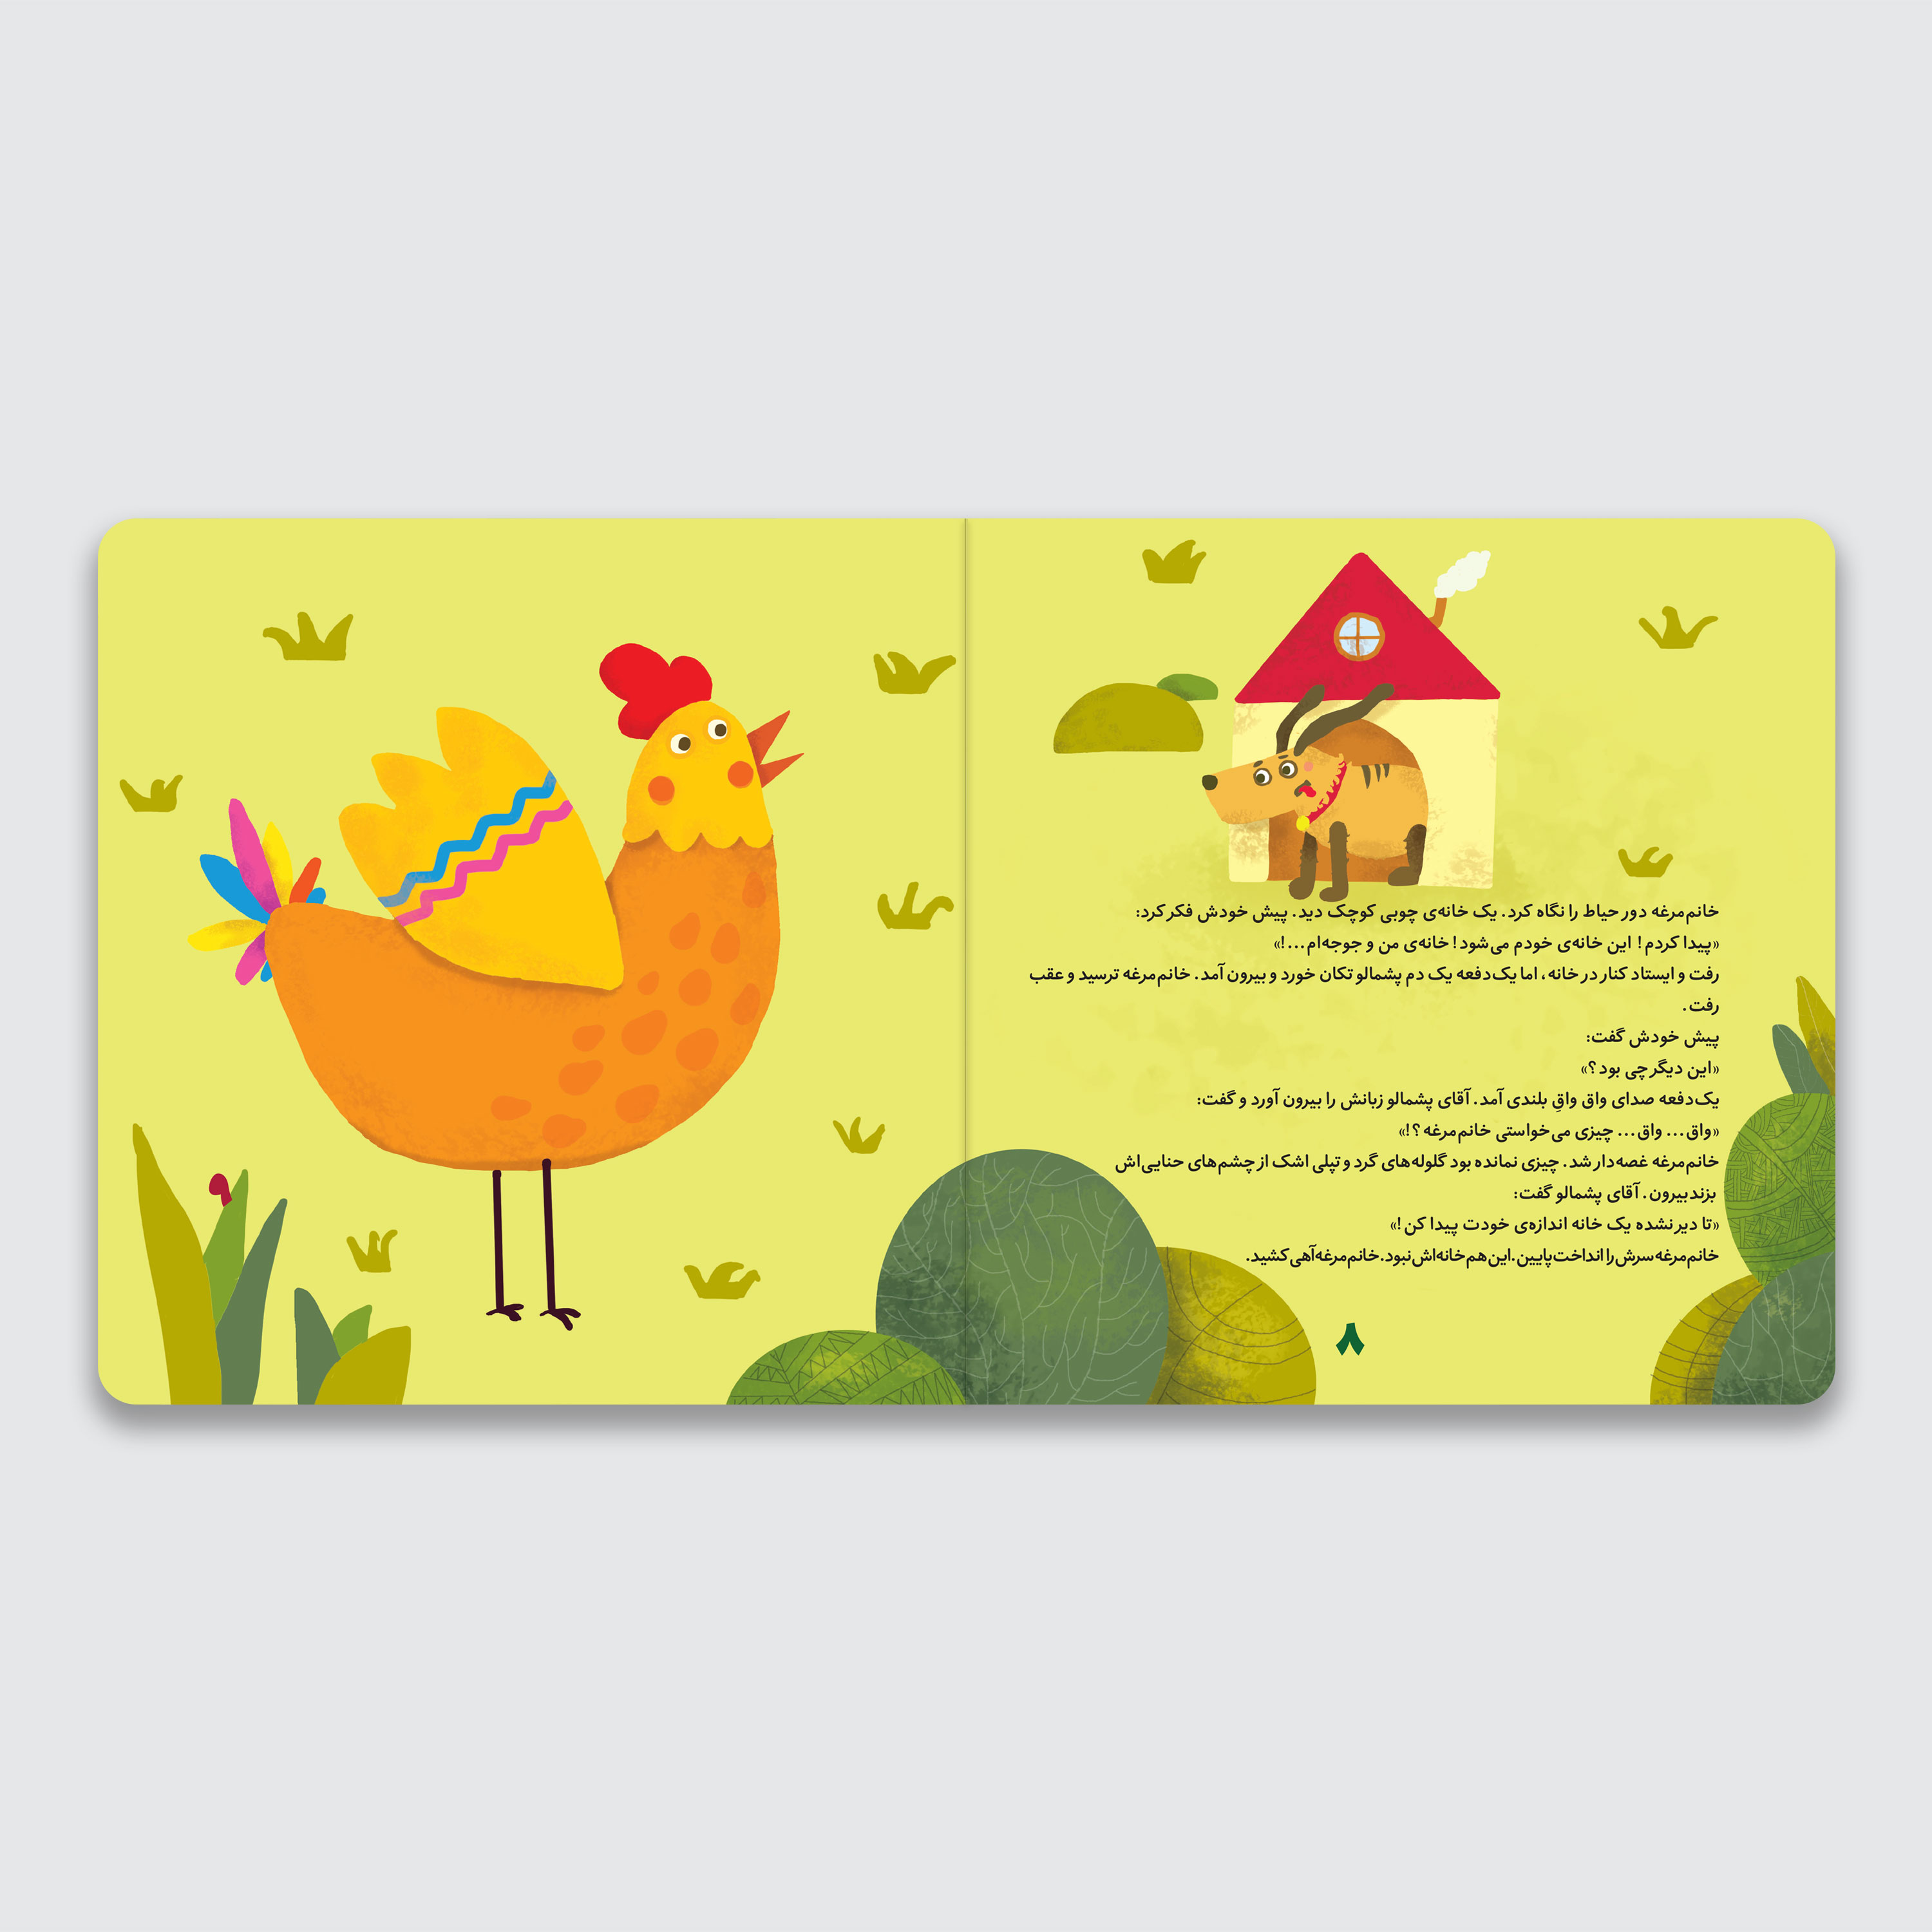 خانم‌مرغه دور حیاط را نگاه کرد. یک خانه‌ی چوبی کوچک دید. پیش خودش فکر کرد:
«پیدا کردم! این خانه‌ی خودم می‌شود! خانه‌ی من و جوجه‌ام...!»
رفت و ایستاد کنار در خانه، اما یک‌دفعه یک دم پشمالو تکان خورد و بیرون آمد. خانم‌مرغه ترسید و عقب
رفت.
پیش خودش گفت:
«این دیگر چی بود؟»
یک‌دفعه صدای واق واقِ بلندی آمد. آقای پشمالو زبانش را بیرون آورد و گفت:
«واق... واق... چیزی می‌خواستی خانم‌مرغه؟!»
خانم‌مرغه غصه‌دار شد. چیزی نمانده بود گلوله‌های گرد و تپلی اشک از چشم‌های حنایی‌اش
بزند بیرون. آقای پشمالو گفت:
«تا دیر نشده یک خانه اندازه‌ی خودت پیدا کن!»
خانم‌مرغه سرش را انداخت پایین. این هم خانه‌اش نبود. خانم‌مرغه آهی کشید.
۸